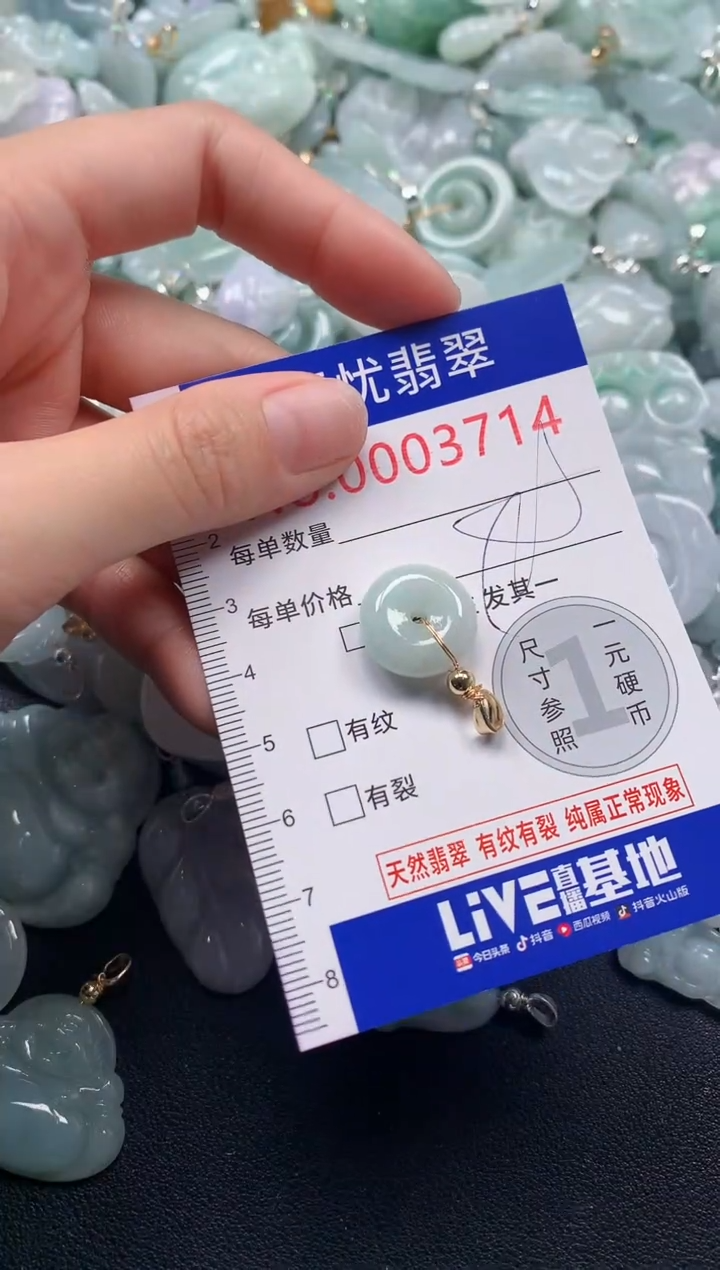 忧翡翠
.0003714
2
每单数量
3
每单价格
发其一
4
尺寸参照
1
一元硬币
5
有纹
6
有裂
天然翡翠 有纹有裂 纯属正常现象
7
LiVE直播基地
今日头条 抖音 西瓜视频 抖音火山版
8